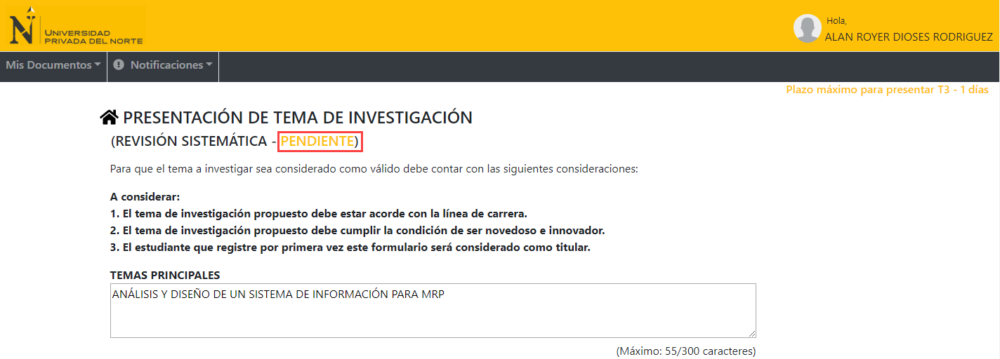 UNIVERSIDAD
PRIVADA DEL NORTE
Hola,
ALAN ROYER DIOSES RODRIGUEZ
Mis Documentos
Notificaciones
Plazo máximo para presentar T3 - 1 días
PRESENTACIÓN DE TEMA DE INVESTIGACIÓN
(REVISIÓN SISTEMÁTICA - PENDIENTE)
Para que el tema a investigar sea considerado como válido debe contar con las siguientes consideraciones:
A considerar:
1. El tema de investigación propuesto debe estar acorde con la línea de carrera.
2. El tema de investigación propuesto debe cumplir la condición de ser novedoso e innovador.
3. El estudiante que registre por primera vez este formulario será considerado como titular.
TEMAS PRINCIPALES
ANÁLISIS Y DISEÑO DE UN SISTEMA DE INFORMACIÓN PARA MRP
(Máximo: 55/300 caracteres)